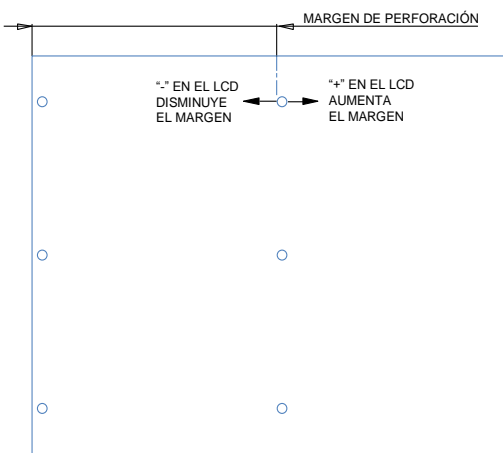 MARGEN DE PERFORACIÓN
“-” EN EL LCD
DISMINUYE
EL MARGEN
“+” EN EL LCD
AUMENTA
EL MARGEN